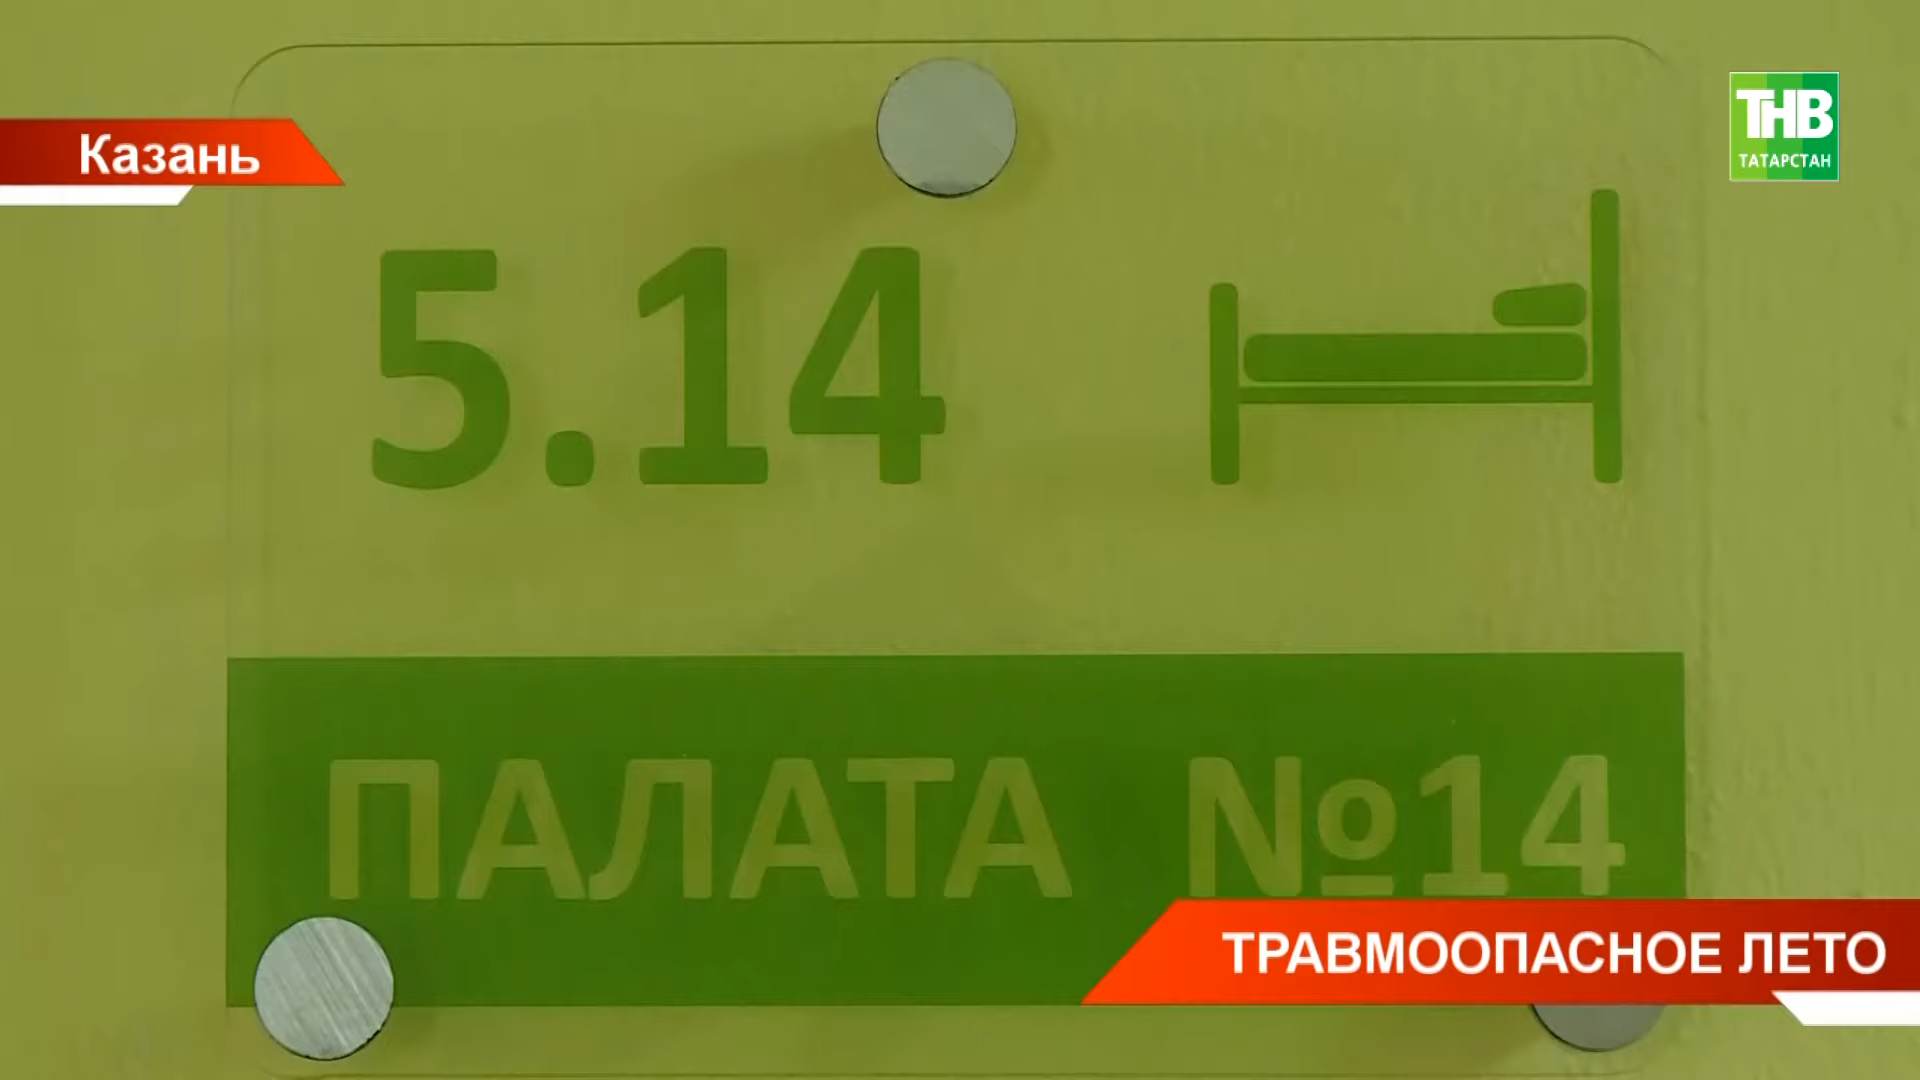 Казань
ТНВ
ТАТАРСТАН
5.14
ПАЛАТА №14
ТРАВМООПАСНОЕ ЛЕТО